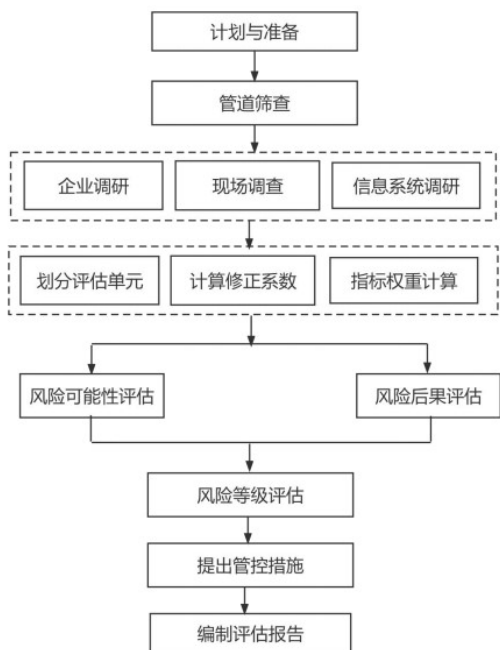 计划与准备
管道筛查
企业调研
现场调查
信息系统调研
划分评估单元
计算修正系数
指标权重计算
风险可能性评估
风险后果评估
风险等级评估
提出管控措施
编制评估报告